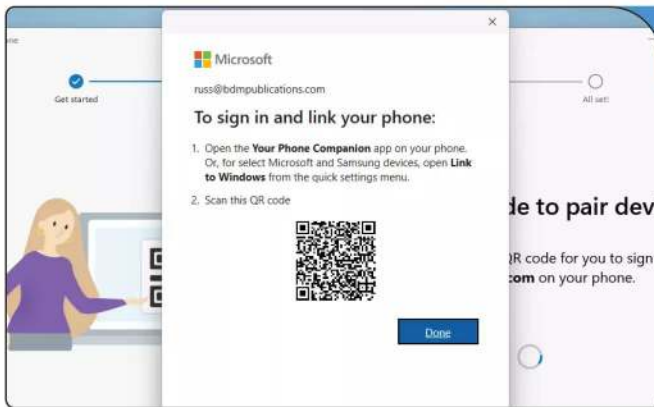 Microsoft
russ@bdmpublications.com
To sign in and link your phone:
1. Open the Your Phone Companion app on your phone.
Or, for select Microsoft and Samsung devices, open Link
to Windows from the quick settings menu.
2. Scan this QR code
Done
Get started
All set!
de to pair dev
QR code for you to sign
com on your phone.